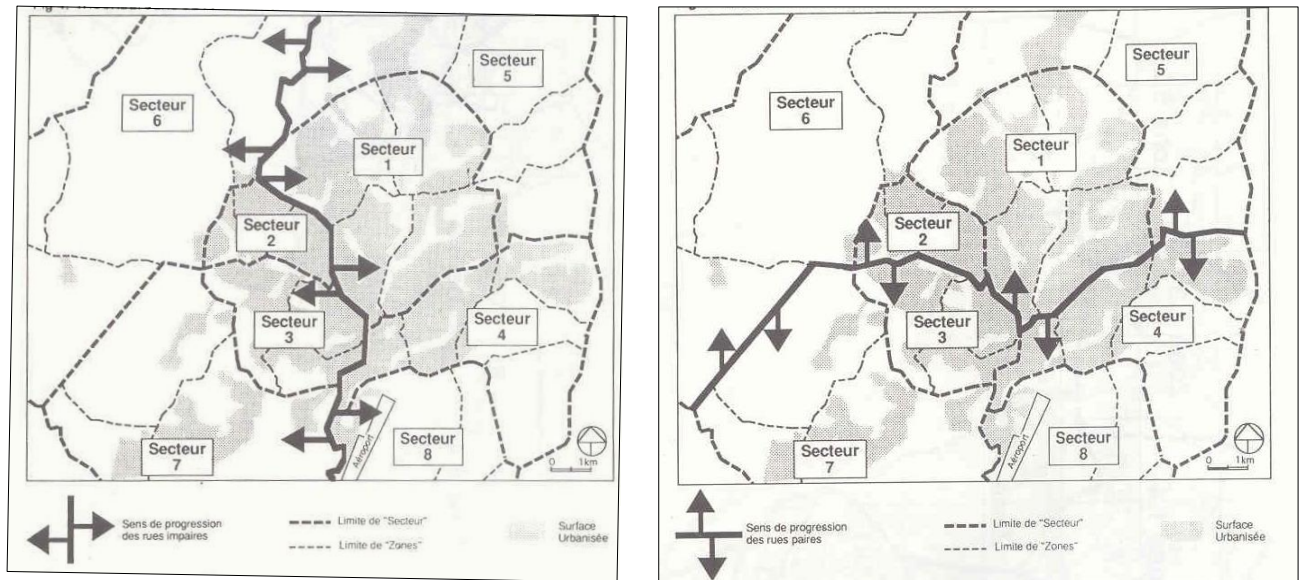 Secteur
5
Secteur
6
Secteur
1
Secteur
2
Secteur
3
Secteur
4
Secteur
7
Secteur
8
Aéroport
0 1km
Sens de progression
des rues impaires
Limite de "Secteur"
Limite de "Zones"
Surface
Urbanisée
Secteur
5
Secteur
6
Secteur
1
Secteur
2
Secteur
3
Secteur
4
Secteur
7
Secteur
8
Aéroport
0 1km
Sens de progression
des rues paires
Limite de "Secteur"
Limite de "Zones"
Surface
Urbanisée